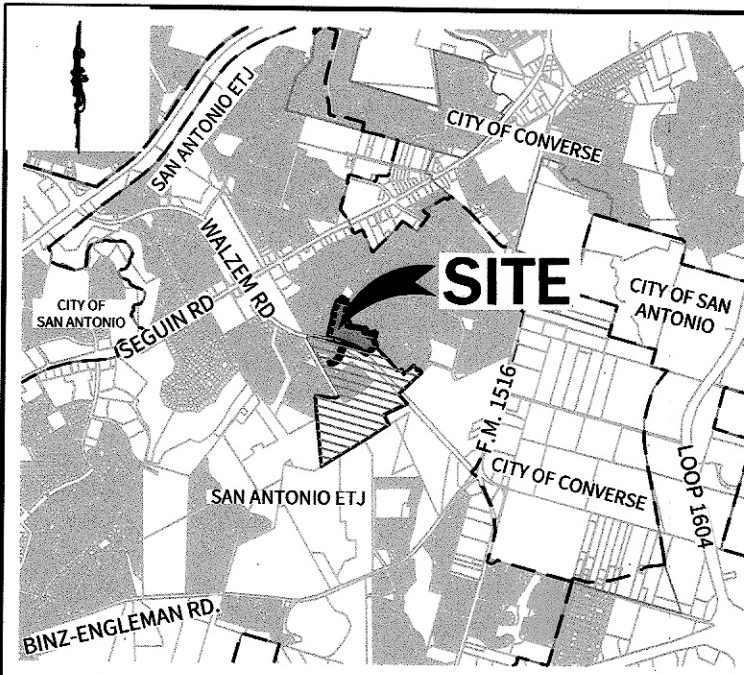 SAN ANTONIO ETJ
CITY OF CONVERSE
WALZEM RD
SITE
CITY OF SAN
ANTONIO
CITY OF
SAN ANTONIO
SEGUIN RD
F.M. 1516
SAN ANTONIO ETJ
CITY OF CONVERSE
LOOP 1604
BINZ-ENGLEMAN RD.